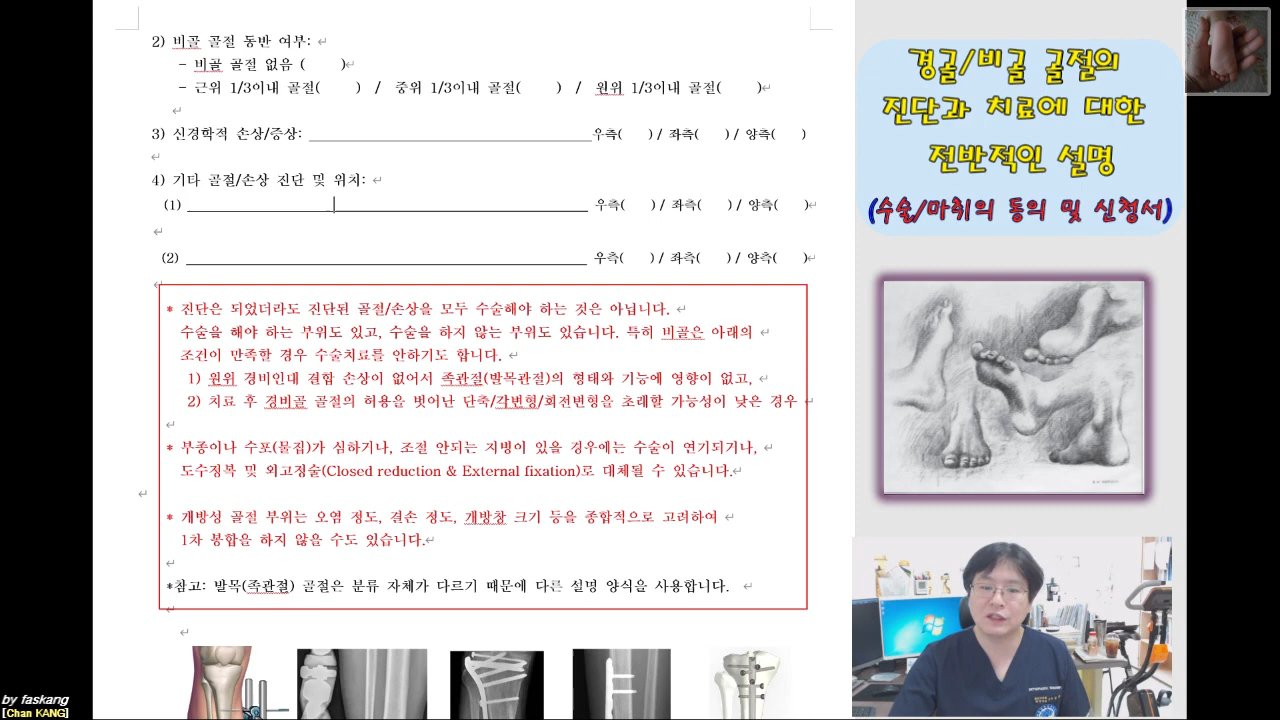 2) 비골 골절 동반 여부:
- 비골 골절 없음 ( )
- 근위 1/3이내 골절( ) / 중위 1/3이내 골절( ) / 원위 1/3이내 골절( )
3) 신경학적 손상/증상: ____ 우측( ) / 좌측( ) / 양측( )
4) 기타 골절/손상 진단 및 위치:
(1) ____ 우측( ) / 좌측( ) / 양측( )
(2) ____ 우측( ) / 좌측( ) / 양측( )
* 진단은 되었더라도 진단된 골절/손상을 모두 수술해야 하는 것은 아닙니다.
수술을 해야 하는 부위도 있고, 수술을 하지 않는 부위도 있습니다. 특히 비골은 아래의
조건이 만족할 경우 수술치료를 안하기도 합니다.
1) 원위 경비인대 결합 손상이 없어서 족관절(발목관절)의 형태와 기능에 영향이 없고,
2) 치료 후 경비골 골절의 허용을 벗어난 단축/각변형/회전변형을 초래할 가능성이 낮은 경우
* 부종이나 수포(물집)가 심하거나, 조절 안되는 지병이 있을 경우에는 수술이 연기되거나,
도수정복 및 외고정술(Closed reduction & External fixation)로 대체될 수 있습니다.
* 개방성 골절 부위는 오염 정도, 결손 정도, 개방창 크기 등을 종합적으로 고려하여
1차 봉합을 하지 않을 수도 있습니다.
*참고: 발목(족관절) 골절은 분류 자체가 다르기 때문에 다른 설명 양식을 사용합니다.
경골/비골 골절의
진단과 치료에 대한
전반적인 설명
(수술/마취의 동의 및 신청서)
by faskang
[Chan KANG]